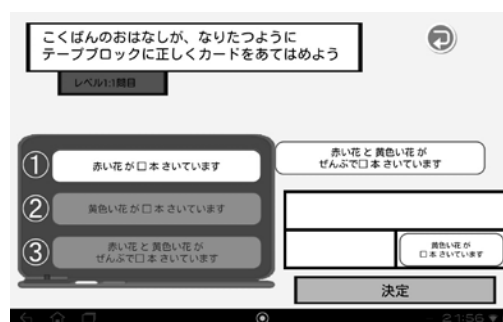 こくばんのおはなしが、なりたつように
テープブロックに正しくカードをあてはめよう
レベル1:1問目
① 赤い花が□本さいています
② 黄色い花が□本さいています
③ 赤い花と黄色い花が
ぜんぶで□本さいています
赤い花と黄色い花が
ぜんぶで□本さいています
黄色い花が
□本さいています
決定
21:56